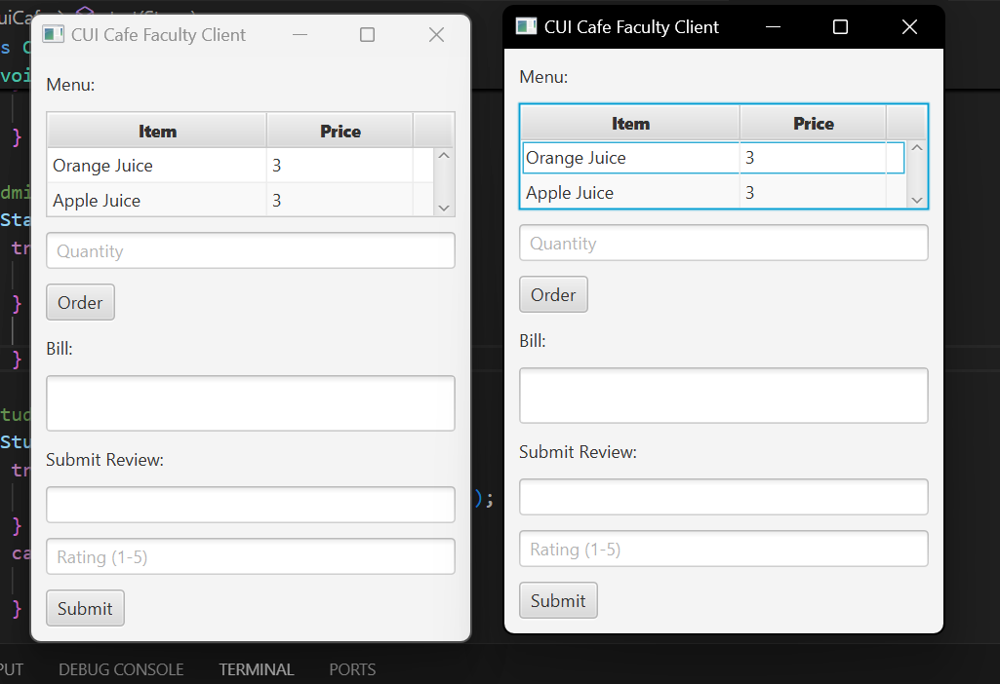 CUI Cafe Faculty Client
Menu:
Item Price
Orange Juice 3
Apple Juice 3
Quantity
Order
Bill:
Submit Review:
Rating (1-5)
Submit
CUI Cafe Faculty Client
Menu:
Item Price
Orange Juice 3
Apple Juice 3
Quantity
Order
Bill:
Submit Review:
Rating (1-5)
Submit
}
}
}
}
}
);
DEBUG CONSOLE TERMINAL PORTS